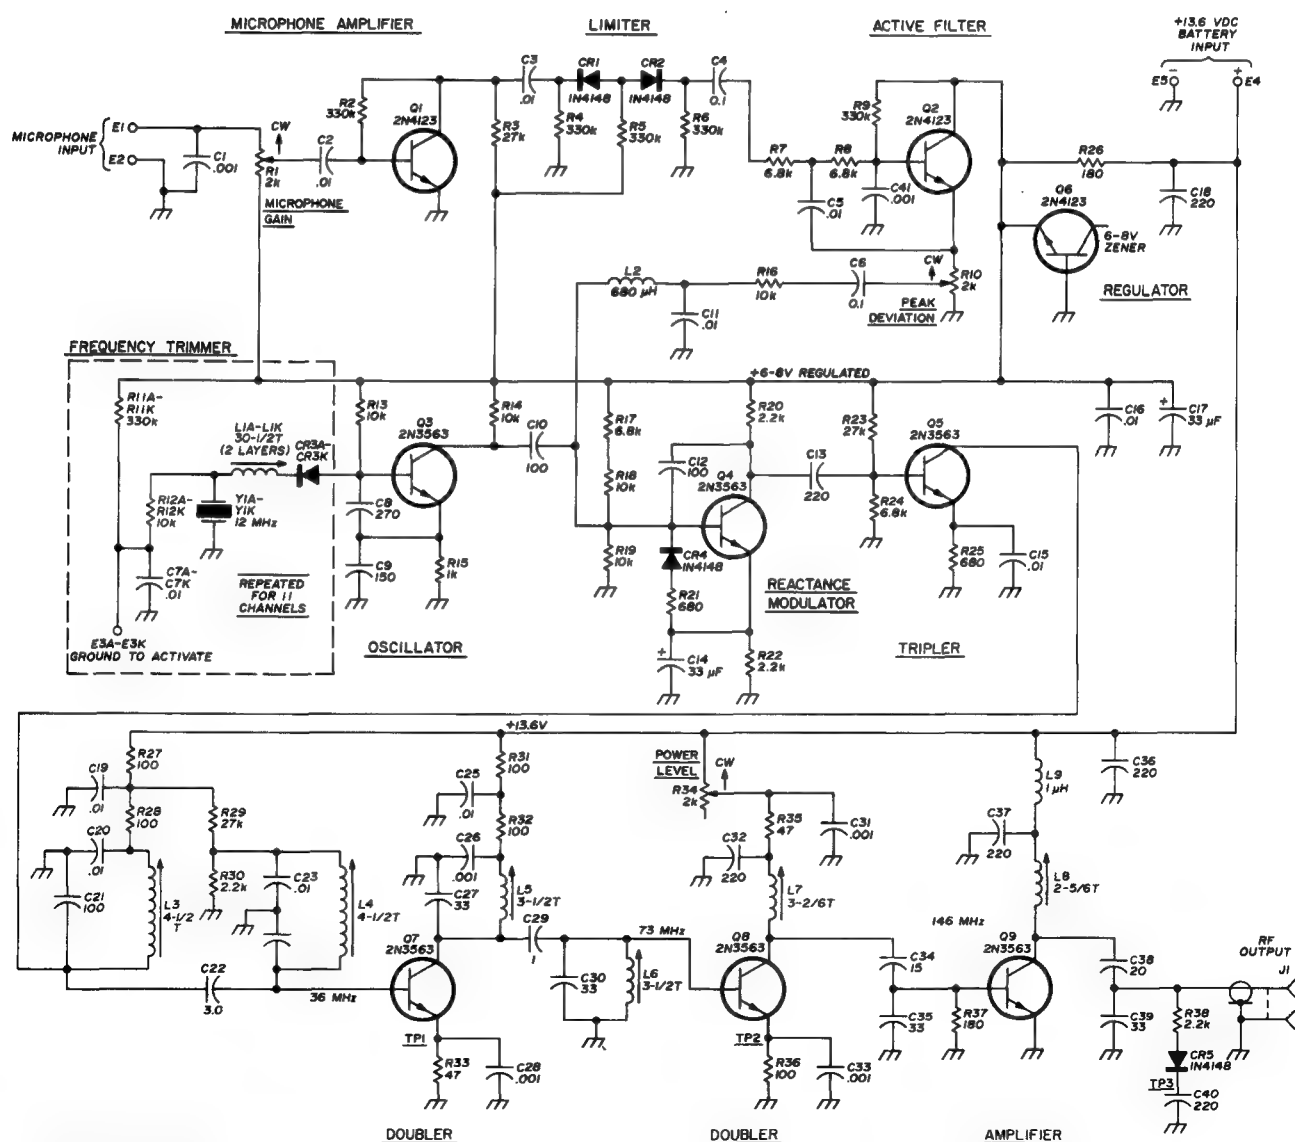 MICROPHONE AMPLIFIER
LIMITER
ACTIVE FILTER
+13.6 VDC
BATTERY
INPUT
E5
−
+
E4
MICROPHONE
INPUT
E1
E2
C1
.001
R1
2k
CW
MICROPHONE
GAIN
C2
.01
R2
330k
Q1
2N4123
R3
27k
C3
.01
CR1
1N4148
R4
330k
R5
330k
CR2
1N4148
R6
330k
C4
0.1
R7
6.8k
R8
6.8k
C5
.01
C41
.001
R9
330k
Q2
2N4123
R26
180
C18
220
Q6
2N4123
6-8V
ZENER
REGULATOR
L2
680 µH
C11
.01
R16
10k
C6
0.1
CW
R10
2k
PEAK
DEVIATION
FREQUENCY TRIMMER
R11A-
R11K
330k
L1A-L1K
30-1/2T
(2 LAYERS)
CR3A-
CR3K
R12A-
R12K
10k
Y1A-
Y1K
12 MHz
C7A-
C7K
.01
REPEATED
FOR 11
CHANNELS
E3A-E3K
GROUND TO ACTIVATE
R13
10k
Q3
2N3563
C8
270
C9
150
R15
1k
OSCILLATOR
R14
10k
C10
100
+6-8V REGULATED
R17
6.8k
R18
10k
R19
10k
R20
2.2k
C12
100
Q4
2N3563
CR4
1N4148
R21
680
C14
+
33 µF
R22
2.2k
REACTANCE
MODULATOR
C13
220
R23
27k
R24
6.8k
Q5
2N3563
R25
680
C15
.01
TRIPLER
C16
.01
+
C17
33 µF
+13.6V
R27
100
C19
.01
R28
100
C20
.01
C21
100
L3
4-1/2
T
R29
27k
R30
2.2k
C23
.01
L4
4-1/2T
C22
3.0
36 MHz
R31
100
C25
.01
R32
100
C26
.001
C27
33
L5
3-1/2T
Q7
2N3563
C29
1
C30
33
L6
3-1/2T
TP1
R33
47
C28
.001
DOUBLER
73 MHz
POWER
LEVEL
CW
R34
2k
R35
47
C31
.001
C32
220
L7
3-2/6T
Q8
2N3563
TP2
R36
100
C33
.001
DOUBLER
C34
15
C35
33
R37
180
146 MHz
L9
1 µH
C37
220
L8
2-5/6T
Q9
2N3563
C36
220
C38
20
C39
33
R38
2.2k
CR5
1N4148
TP3
C40
220
RF
OUTPUT
J1
AMPLIFIER